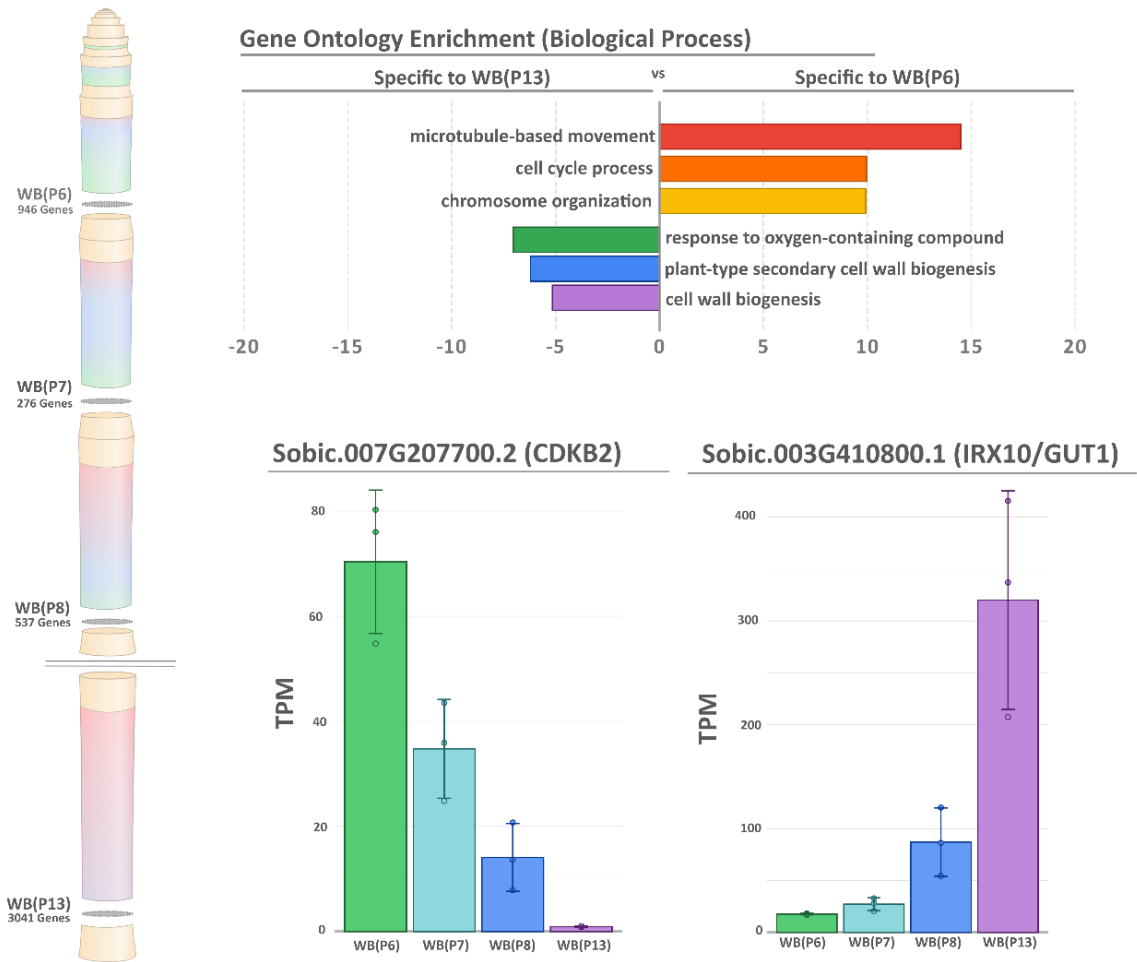 Gene Ontology Enrichment (Biological Process)
Specific to WB(P13)
vs
Specific to WB(P6)
microtubule-based movement
cell cycle process
chromosome organization
response to oxygen-containing compound
plant-type secondary cell wall biogenesis
cell wall biogenesis
-20
-15
-10
-5
0
5
10
15
20
WB(P6)
946 Genes
WB(P7)
276 Genes
WB(P8)
537 Genes
WB(P13)
3041 Genes
Sobic.007G207700.2 (CDKB2)
TPM
80
60
40
20
0
WB(P6)
WB(P7)
WB(P8)
WB(P13)
Sobic.003G410800.1 (IRX10/GUT1)
TPM
400
300
200
100
0
WB(P6)
WB(P7)
WB(P8)
WB(P13)